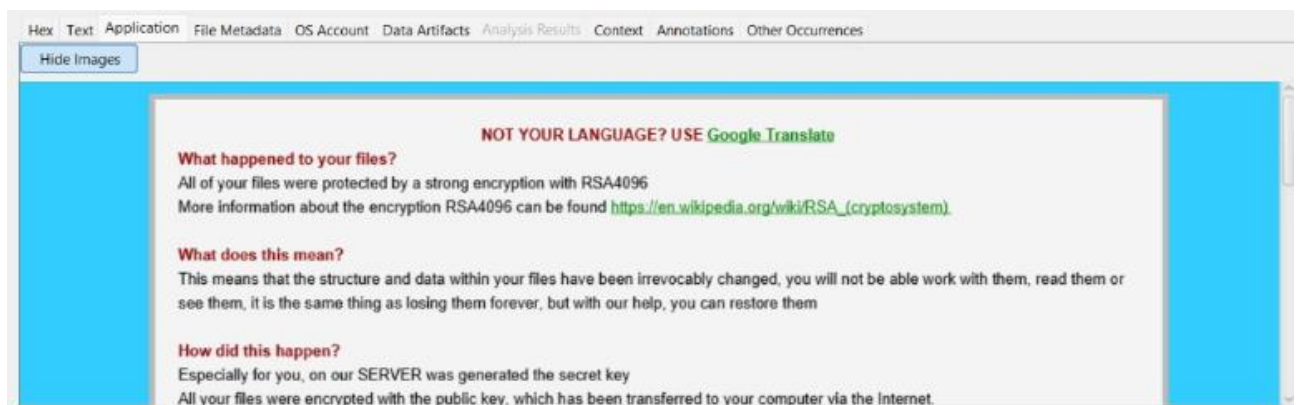 Hex Text Application File Metadata OS Account Data Artifacts Analysis Results Context Annotations Other Occurrences
Hide Images
NOT YOUR LANGUAGE? USE Google Translate
What happened to your files?
All of your files were protected by a strong encryption with RSA4096
More information about the encryption RSA4096 can be found https://en.wikipedia.org/wiki/RSA_(cryptosystem)
What does this mean?
This means that the structure and data within your files have been irrevocably changed, you will not be able work with them, read them or
see them, it is the same thing as losing them forever, but with our help, you can restore them
How did this happen?
Especially for you, on our SERVER was generated the secret key
All your files were encrypted with the public key, which has been transferred to your computer via the Internet.